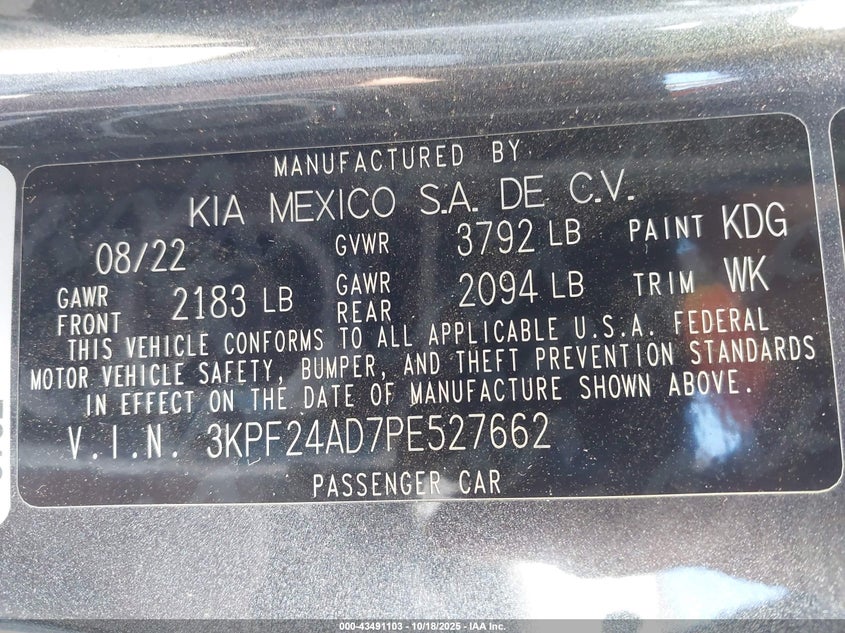 MANUFACTURED BY
KIA MEXICO S.A. DE C.V.
08/22 GVWR 3792 LB PAINT KDG
GAWR FRONT 2183 LB GAWR REAR 2094 LB TRIM WK
THIS VEHICLE CONFORMS TO ALL APPLICABLE U.S.A. FEDERAL
MOTOR VEHICLE SAFETY, BUMPER, AND THEFT PREVENTION STANDARDS
IN EFFECT ON THE DATE OF MANUFACTURE SHOWN ABOVE.
V.I.N. 3KPF24AD7PE527662
PASSENGER CAR
000-43491103 - 10/18/2025 - IAA Inc.